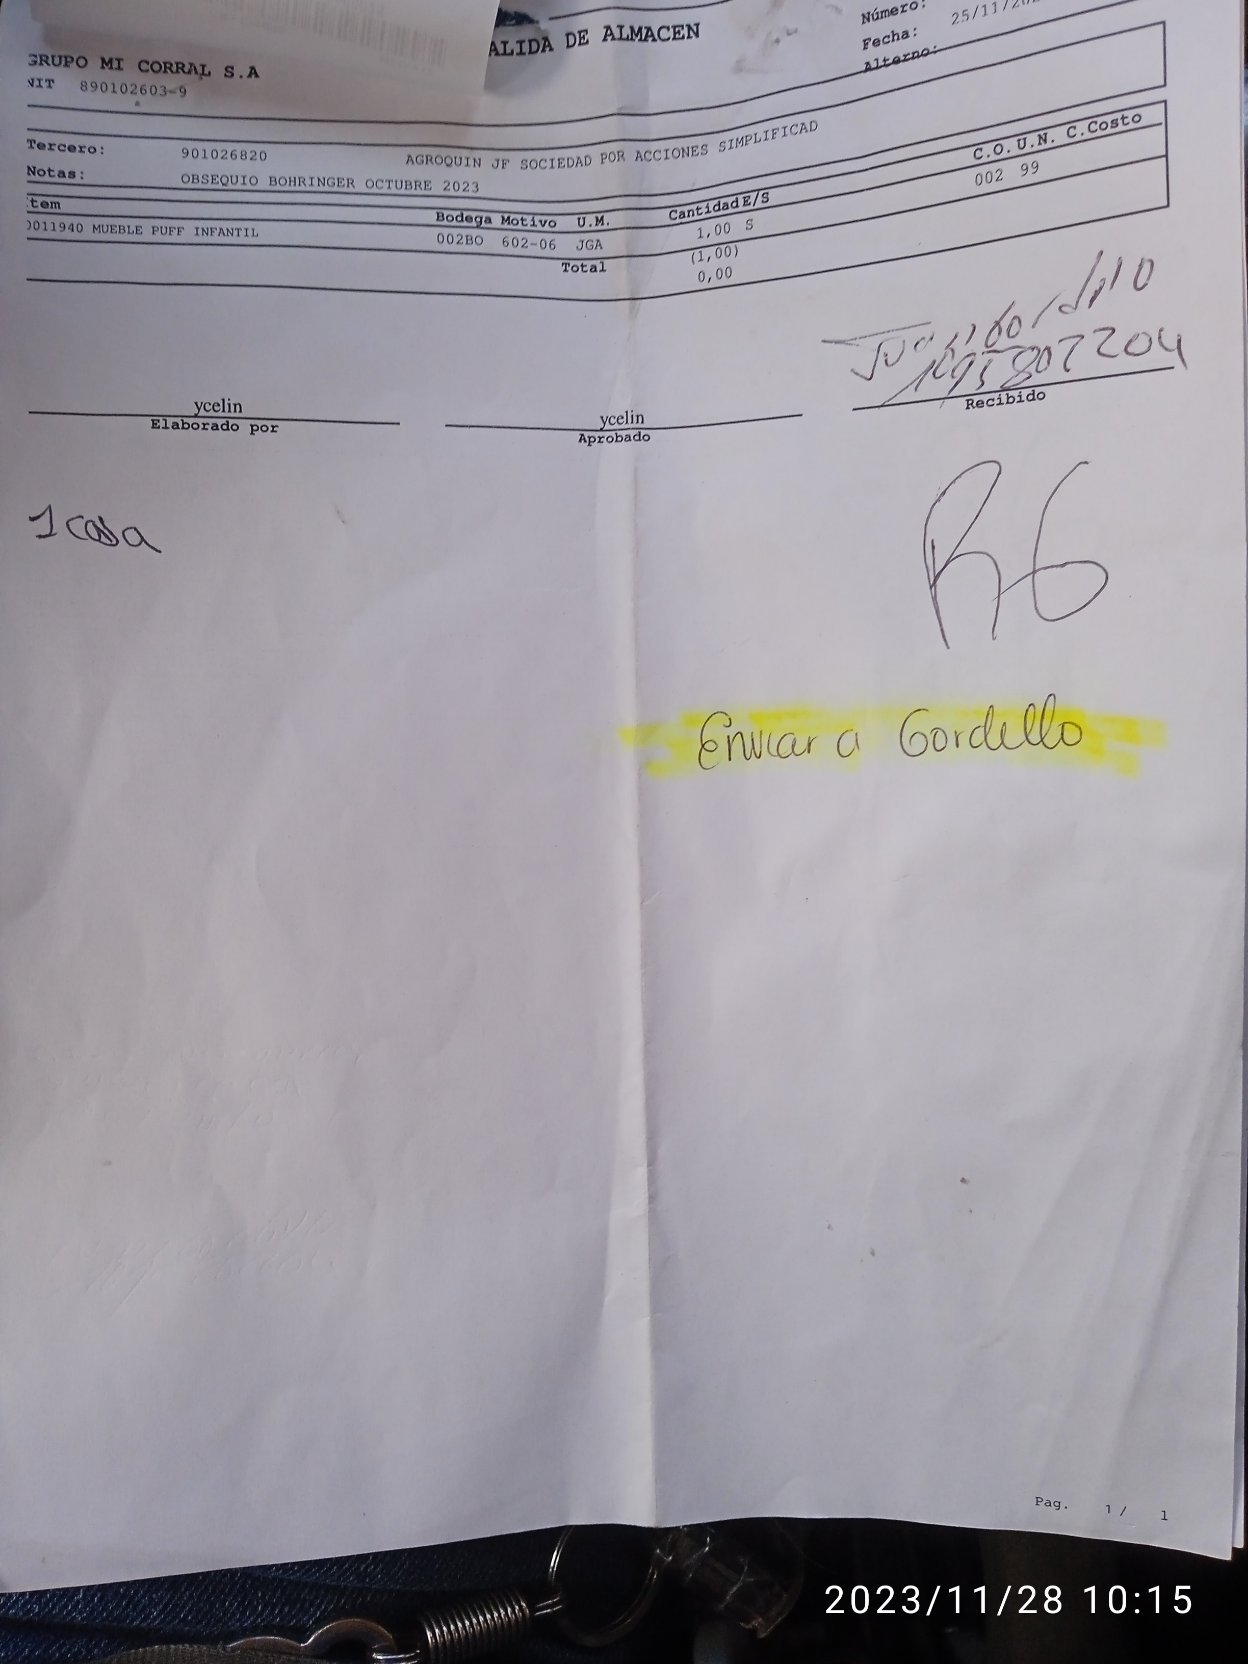 ALIDA DE ALMACEN
Número:
Fecha: 25/11/20
Alterno:
GRUPO MI CORRAL S.A
NIT 890102603-9
Tercero: 901026820 AGROQUIN JF SOCIEDAD POR ACCIONES SIMPLIFICAD
Notas: OBSEQUIO BOHRINGER OCTUBRE 2023
C.O. U.N. C.Costo
002 99
tem Bodega Motivo U.M. Cantidad E/S
0011940 MUEBLE PUFF INFANTIL 002BO 602-06 JGA 1,00 S
(1,00)
Total 0,00
1095807204
ycelin
Elaborado por
ycelin
Aprobado
Recibido
1 casa
R6
Enviar a Gordello
Pag. 1 / 1
2023/11/28 10:15